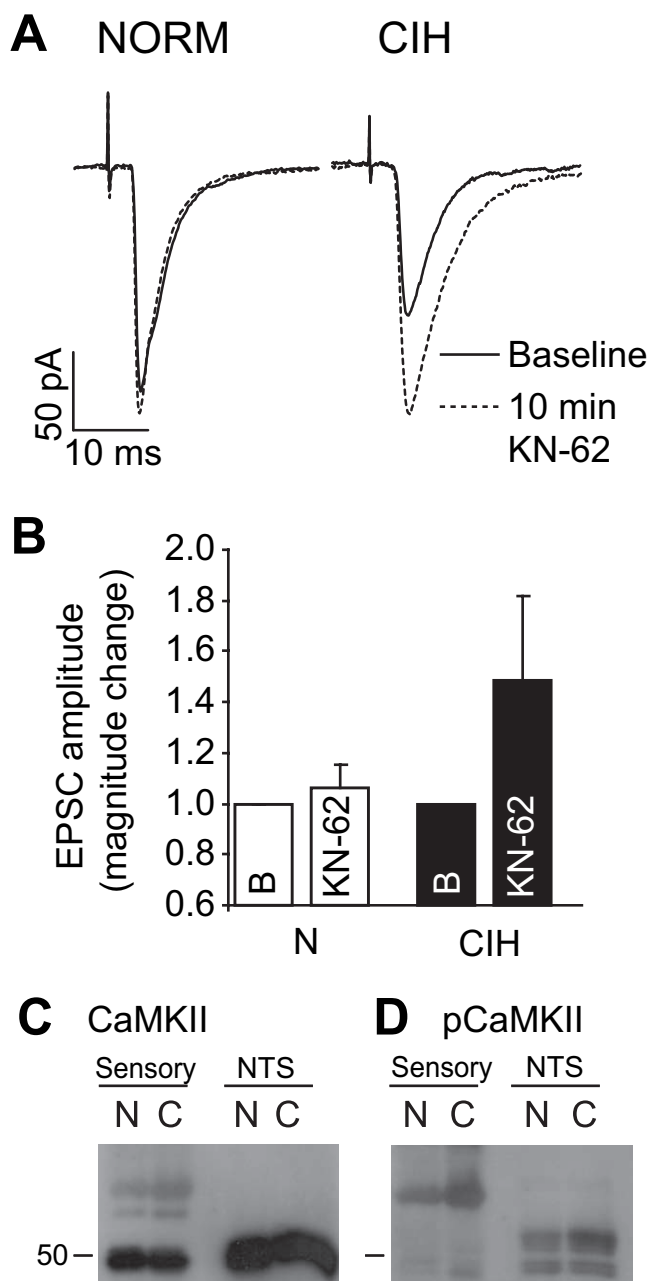 A NORM CIH
Baseline
10 min
KN-62
50 pA
10 ms
B
EPSC amplitude
(magnitude change)
2.0
1.8
1.6
1.4
1.2
1.0
0.8
0.6
B KN-62 B KN-62
N CIH
C CaMKII D pCaMKII
Sensory NTS Sensory NTS
N C N C N C N C
50